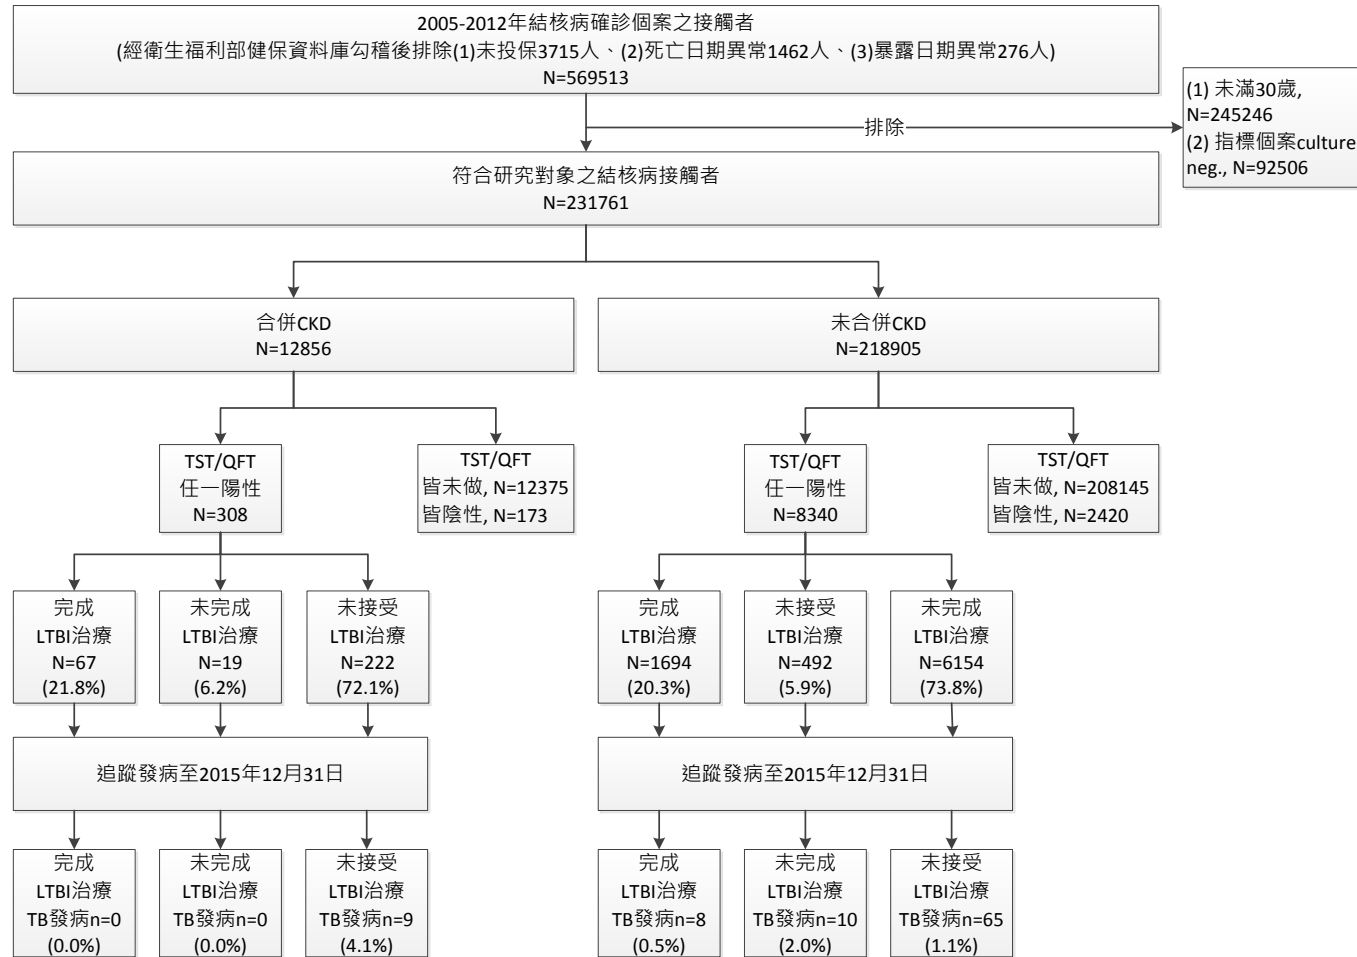 2005-2012年結核病確診個案之接觸者
(經衛生福利部健保資料庫勾稽後排除(1)未投保3715人、(2)死亡日期異常1462人、(3)暴露日期異常276人)
N=569513
(1) 未滿30歲,
N=245246
(2) 指標個案culture
neg., N=92506
排除
符合研究對象之結核病接觸者
N=231761
合併CKD
N=12856
未合併CKD
N=218905
TST/QFT
任一陽性
N=308
TST/QFT
皆未做, N=12375
皆陰性, N=173
TST/QFT
任一陽性
N=8340
TST/QFT
皆未做, N=208145
皆陰性, N=2420
完成
LTBI治療
N=67
(21.8%)
未完成
LTBI治療
N=19
(6.2%)
未接受
LTBI治療
N=222
(72.1%)
完成
LTBI治療
N=1694
(20.3%)
未接受
LTBI治療
N=492
(5.9%)
未完成
LTBI治療
N=6154
(73.8%)
追蹤發病至2015年12月31日
追蹤發病至2015年12月31日
完成
LTBI治療
TB發病n=0
(0.0%)
未完成
LTBI治療
TB發病n=0
(0.0%)
未接受
LTBI治療
TB發病n=9
(4.1%)
完成
LTBI治療
TB發病n=8
(0.5%)
未完成
LTBI治療
TB發病n=10
(2.0%)
未接受
LTBI治療
TB發病n=65
(1.1%)